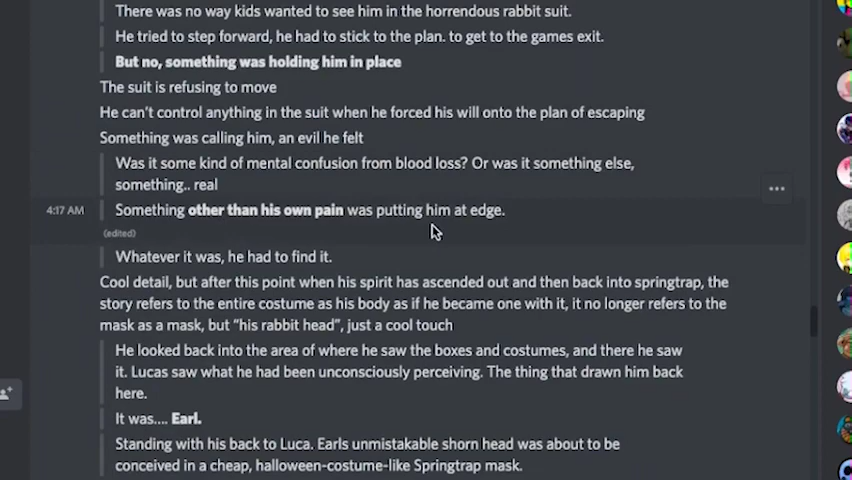 There was no way kids wanted to see him in the horrendous rabbit suit.
He tried to step forward, he had to stick to the plan. to get to the games exit.
But no, something was holding him in place
The suit is refusing to move
He can't control anything in the suit when he forced his will onto the plan of escaping
Something was calling him, an evil he felt
Was it some kind of mental confusion from blood loss? Or was it something else,
something.. real
4:17 AM Something other than his own pain was putting him at edge.
(edited)
Whatever it was, he had to find it.
Cool detail, but after this point when his spirit has ascended out and then back into springtrap, the
story refers to the entire costume as his body as if he became one with it, it no longer refers to the
mask as a mask, but “his rabbit head”, just a cool touch
He looked back into the area of where he saw the boxes and costumes, and there he saw
it. Lucas saw what he had been unconsciously perceiving. The thing that drawn him back
here.
It was.... Earl.
Standing with his back to Luca. Earls unmistakable shorn head was about to be
conceived in a cheap, halloween-costume-like Springtrap mask.